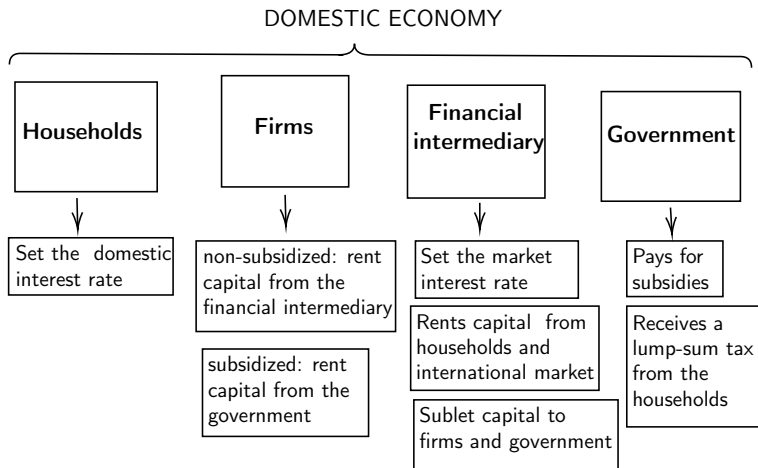 DOMESTIC ECONOMY
Households
Set the domestic
interest rate
Firms
non-subsidized: rent
capital from the
financial intermediary
subsidized: rent
capital from the
government
Financial
intermediary
Set the market
interest rate
Rents capital from
households and
international market
Sublet capital to
firms and government
Government
Pays for
subsidies
Receives a
lump-sum tax
from the
households